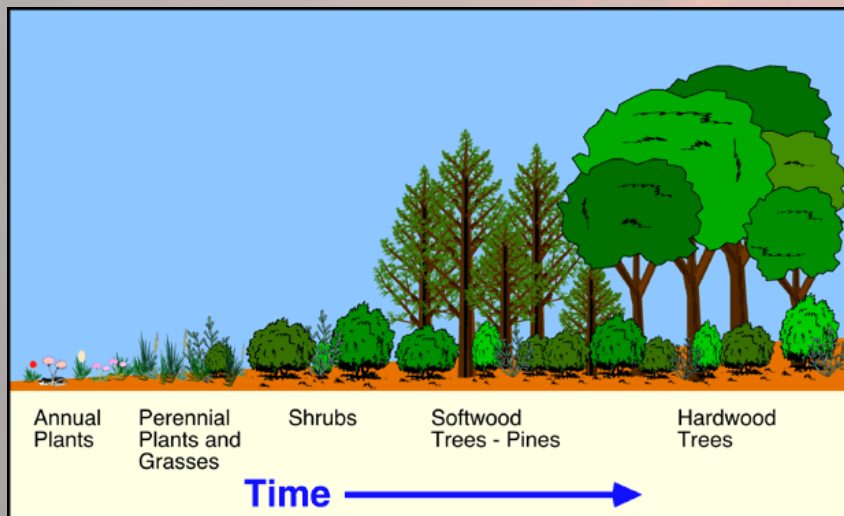 Annual
Plants
Perennial
Plants and
Grasses
Shrubs
Softwood
Trees - Pines
Hardwood
Trees
Time